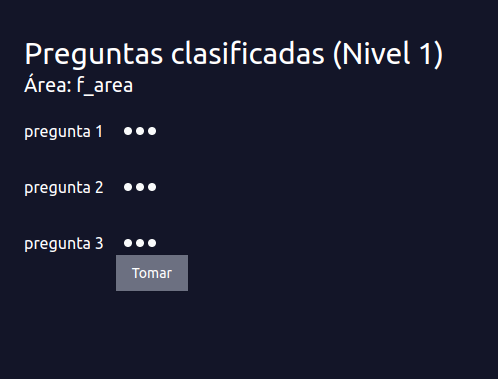 Preguntas clasificadas (Nivel 1)
Área: f_area
pregunta 1
pregunta 2
pregunta 3
Tomar